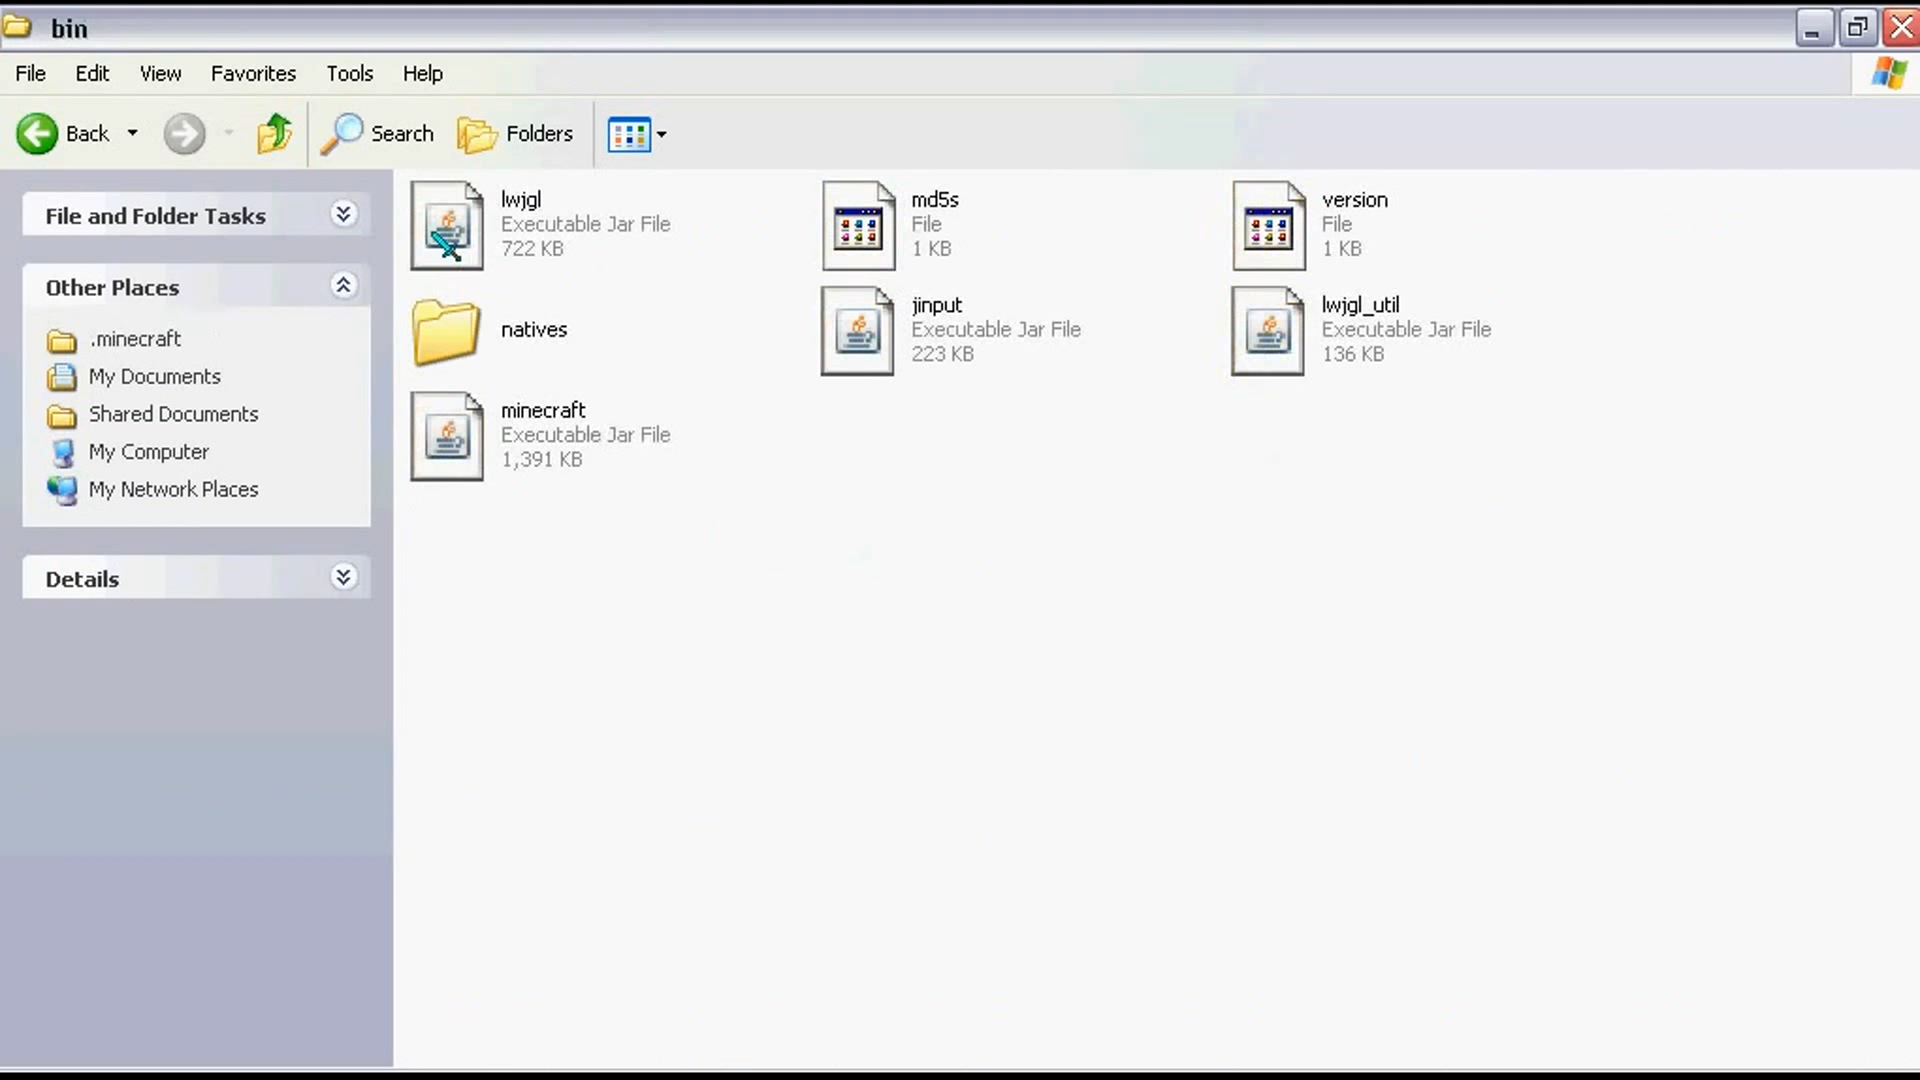 bin
File Edit View Favorites Tools Help
Back Search Folders
File and Folder Tasks
Other Places
.minecraft
My Documents
Shared Documents
My Computer
My Network Places
Details
lwjgl
Executable Jar File
722 KB
md5s
File
1 KB
version
File
1 KB
natives
jinput
Executable Jar File
223 KB
lwjgl_util
Executable Jar File
136 KB
minecraft
Executable Jar File
1,391 KB